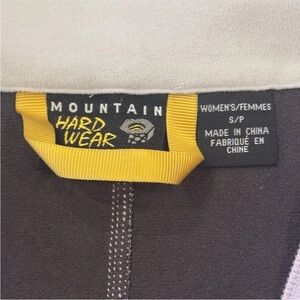 MOUNTAIN
HARD
WEAR
WOMEN'S/FEMMES
S/P
MADE IN CHINA
FABRIQUÉ EN
CHINE